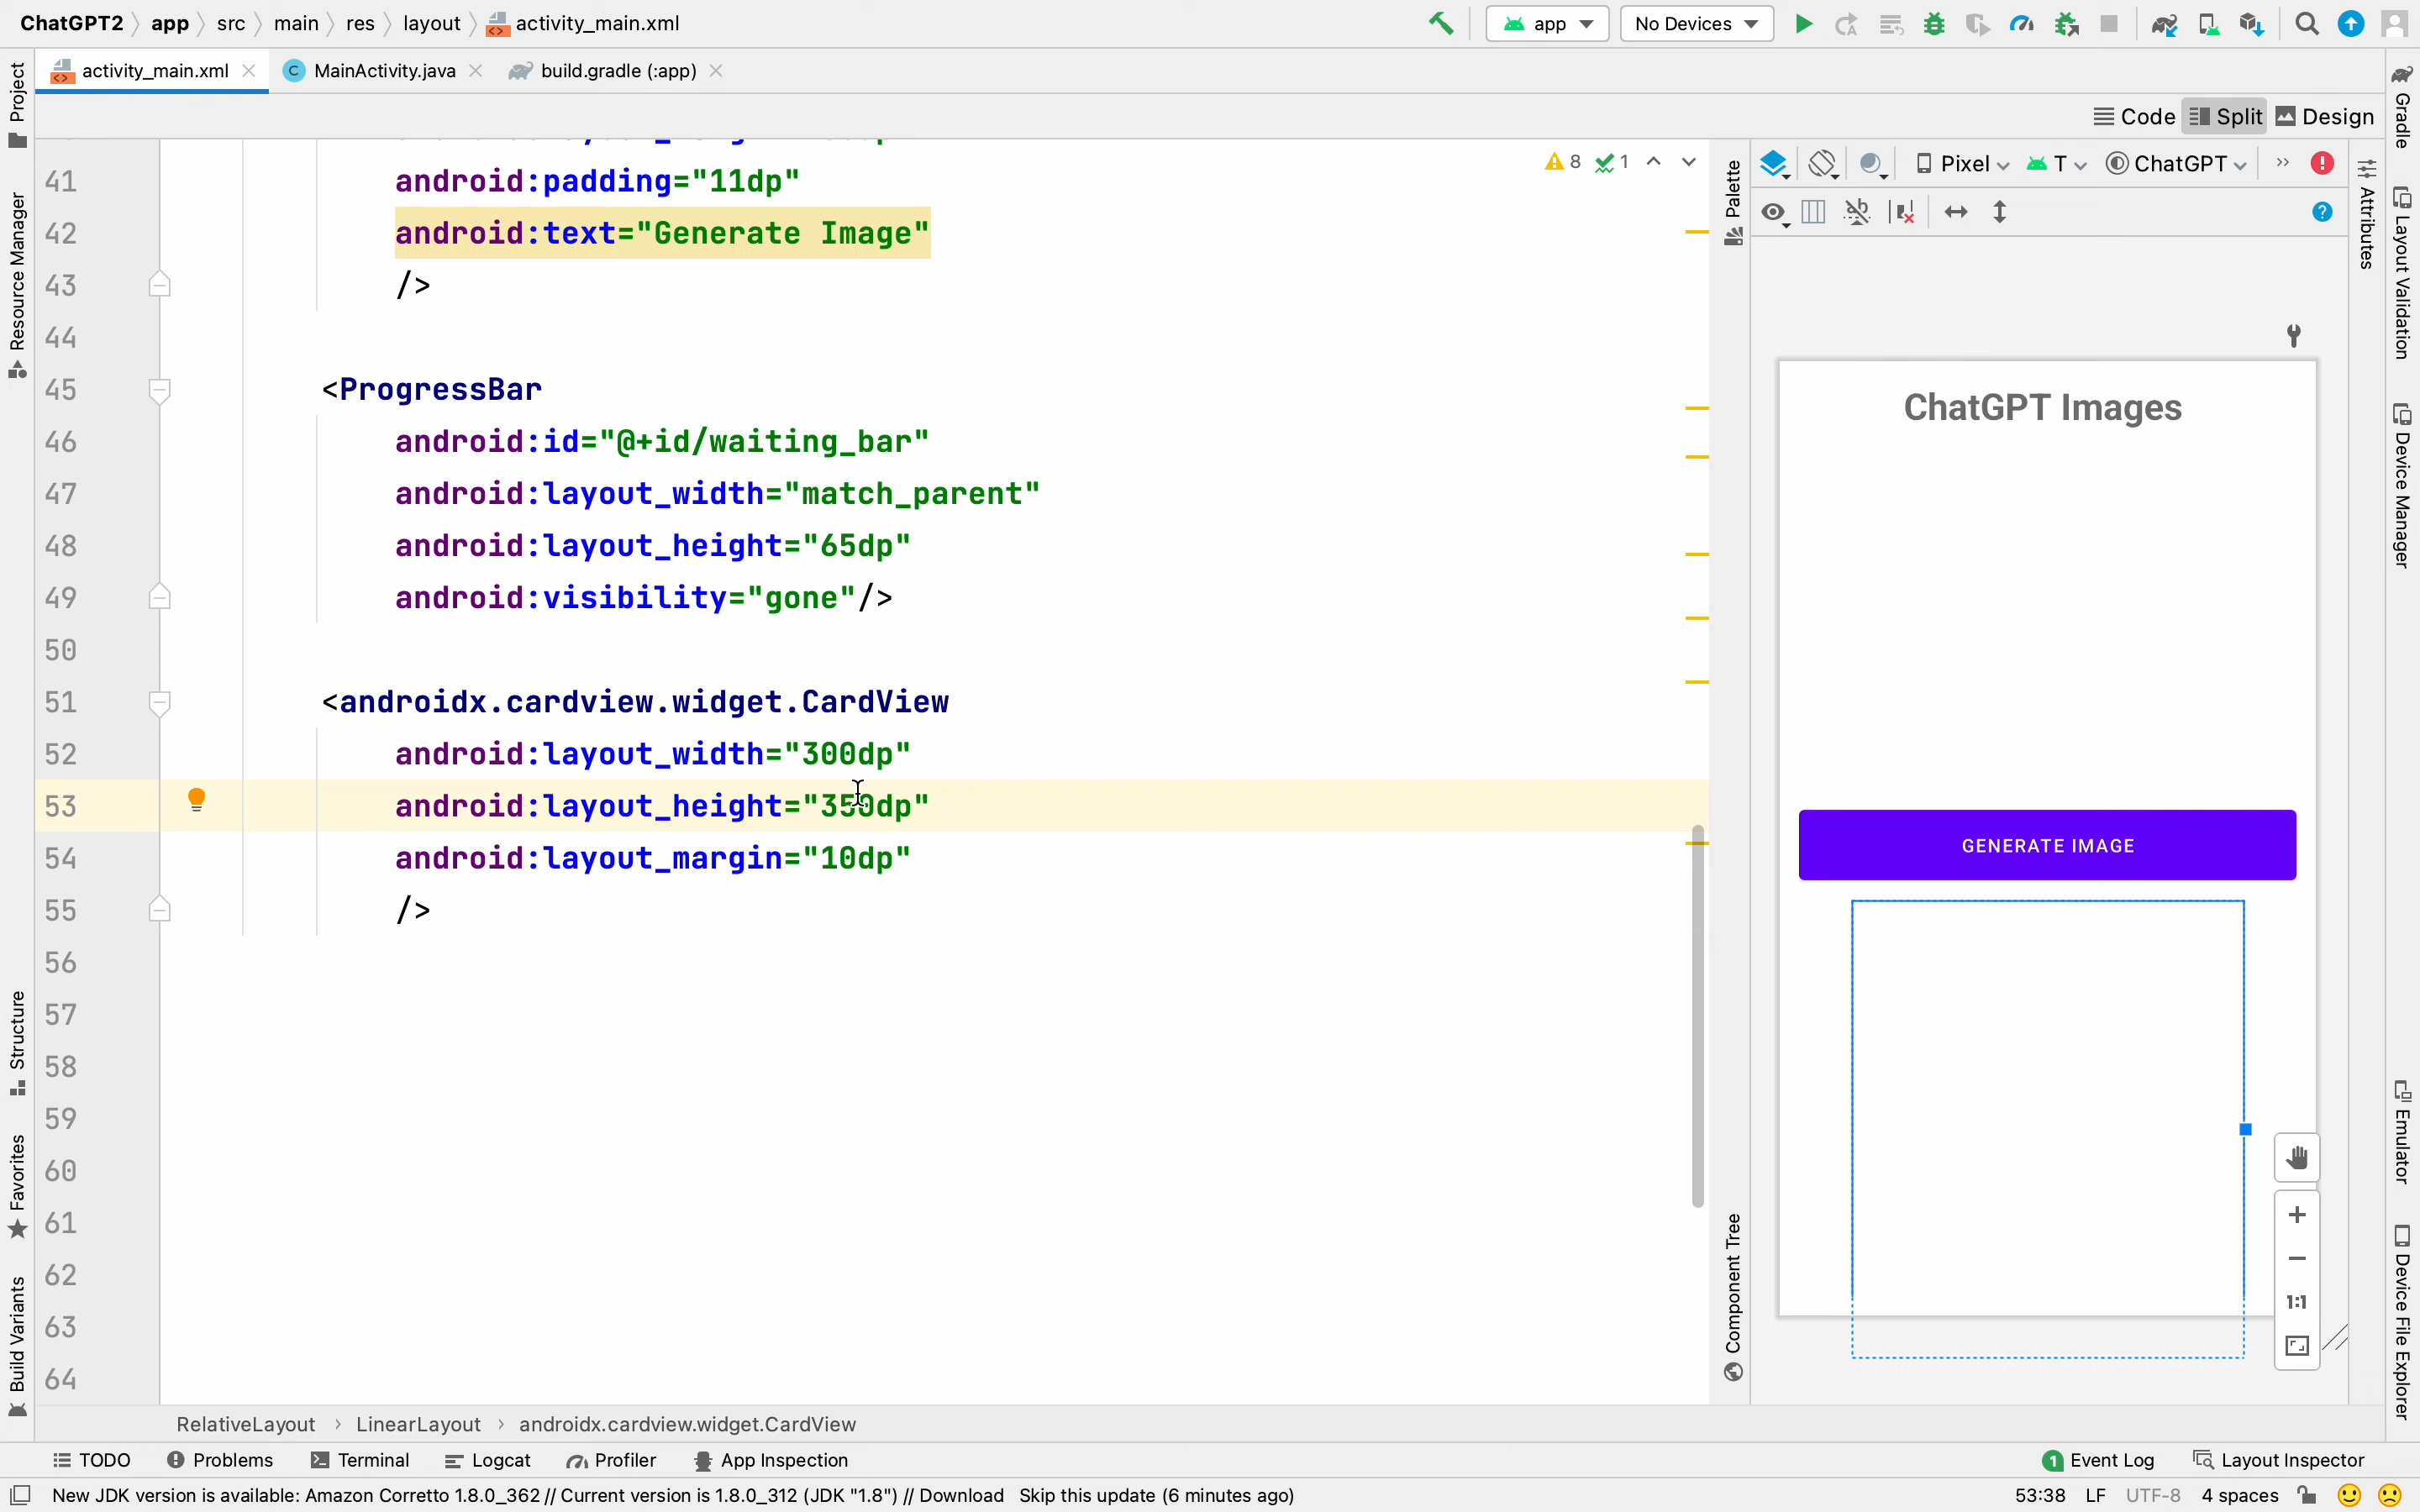 ChatGPT2 app src main res layout activity_main.xml app No Devices
Project
activity_main.xml MainActivity.java build.gradle (:app)
Code Split Design
Resource Manager
Structure
Favorites
Build Variants
41 android:padding="11dp"
42 android:text="Generate Image"
43 />
44
45 <ProgressBar
46 android:id="@+id/waiting_bar"
47 android:layout_width="match_parent"
48 android:layout_height="65dp"
49 android:visibility="gone"/>
50
51 <androidx.cardview.widget.CardView
52 android:layout_width="300dp"
53 android:layout_height="350dp"
54 android:layout_margin="10dp"
55 />
56
57
58
59
60
61
62
63
64
8 1
Palette
Component Tree
Pixel T ChatGPT
ChatGPT Images
GENERATE IMAGE
1:1
Attributes
Gradle
Layout Validation
Device Manager
Emulator
Device File Explorer
RelativeLayout › LinearLayout › androidx.cardview.widget.CardView
TODO Problems Terminal Logcat Profiler App Inspection 1 Event Log Layout Inspector
New JDK version is available: Amazon Corretto 1.8.0_362 // Current version is 1.8.0_312 (JDK "1.8") // Download Skip this update (6 minutes ago) 53:38 LF UTF-8 4 spaces